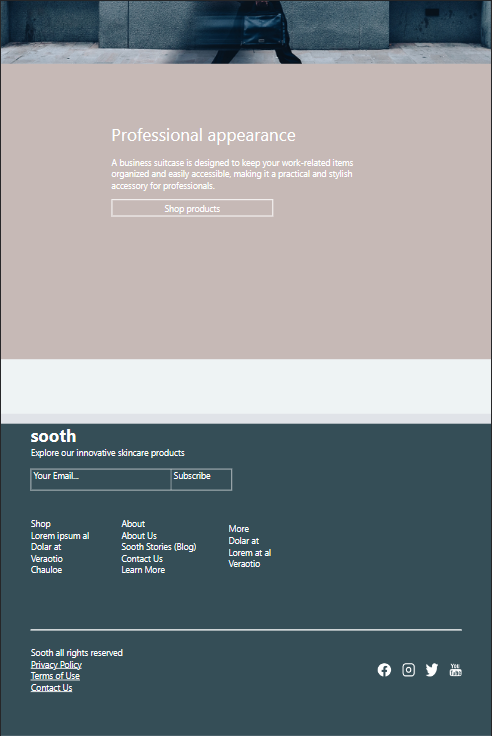 Professional appearance
A business suitcase is designed to keep your work-related items
organized and easily accessible, making it a practical and stylish
accessory for professionals.
Shop products
sooth
Explore our innovative skincare products
Your Email...
Subscribe
Shop
Lorem ipsum al
Dolar at
Veraotio
Chauloe
About
About Us
Sooth Stories (Blog)
Contact Us
Learn More
More
Dolar at
Lorem at al
Veraotio
Sooth all rights reserved
Privacy Policy
Terms of Use
Contact Us
You
Tube